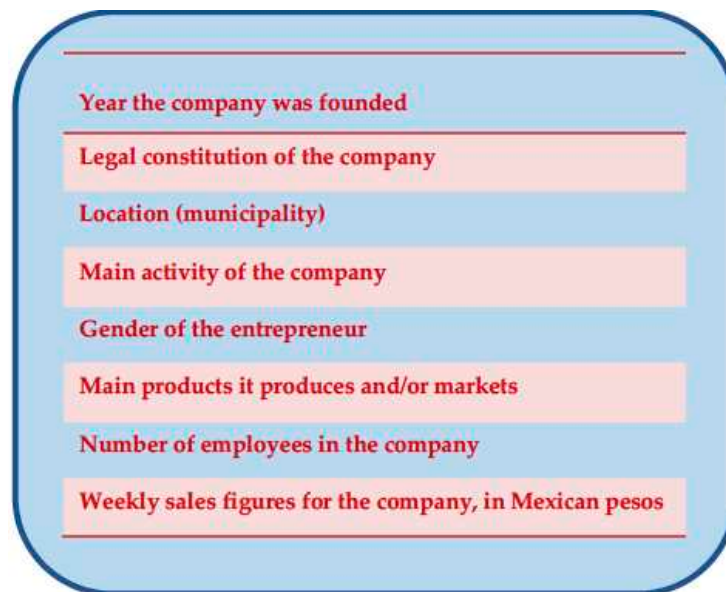 Year the company was founded
Legal constitution of the company
Location (municipality)
Main activity of the company
Gender of the entrepreneur
Main products it produces and/or markets
Number of employees in the company
Weekly sales figures for the company, in Mexican pesos